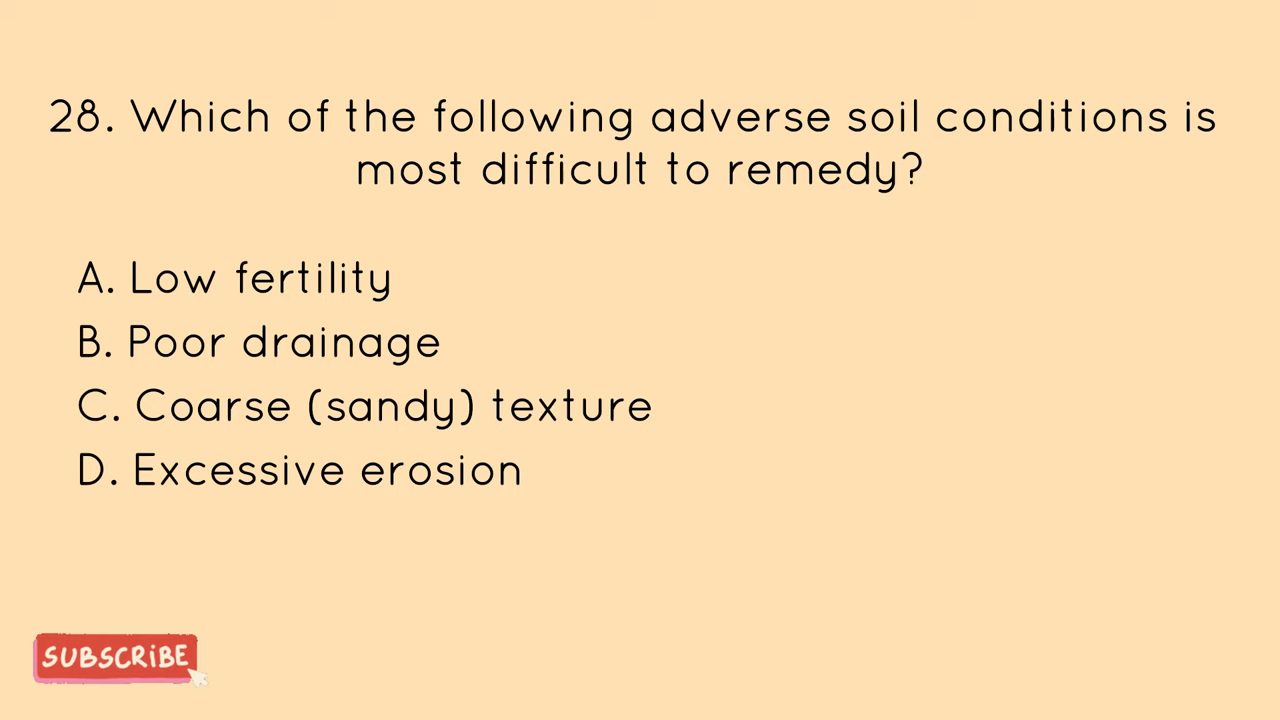 28. Which of the following adverse soil conditions is
most difficult to remedy?
A. Low fertility
B. Poor drainage
C. Coarse (sandy) texture
D. Excessive erosion
SUBSCRiBE